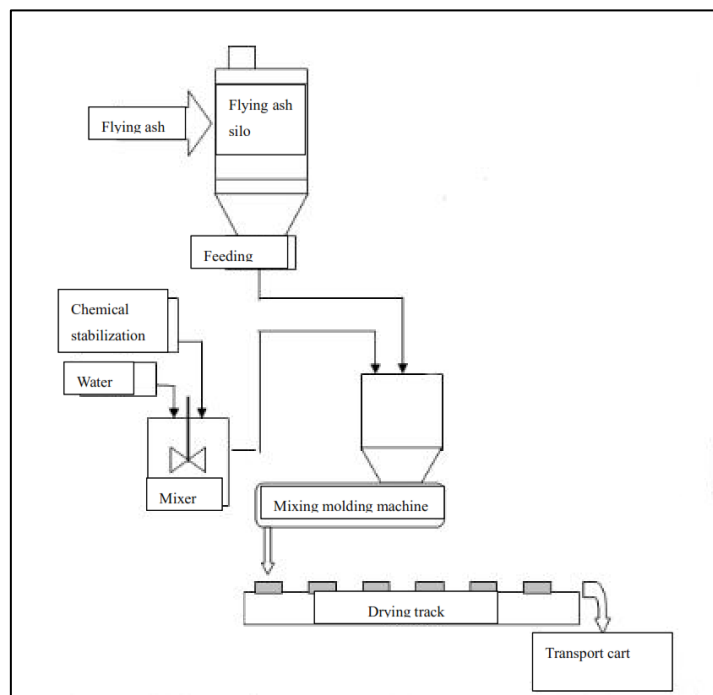 Flying ash
silo
Flying ash
Feeding
Chemical
stabilization
Water
Mixer
Mixing molding machine
Drying track
Transport cart